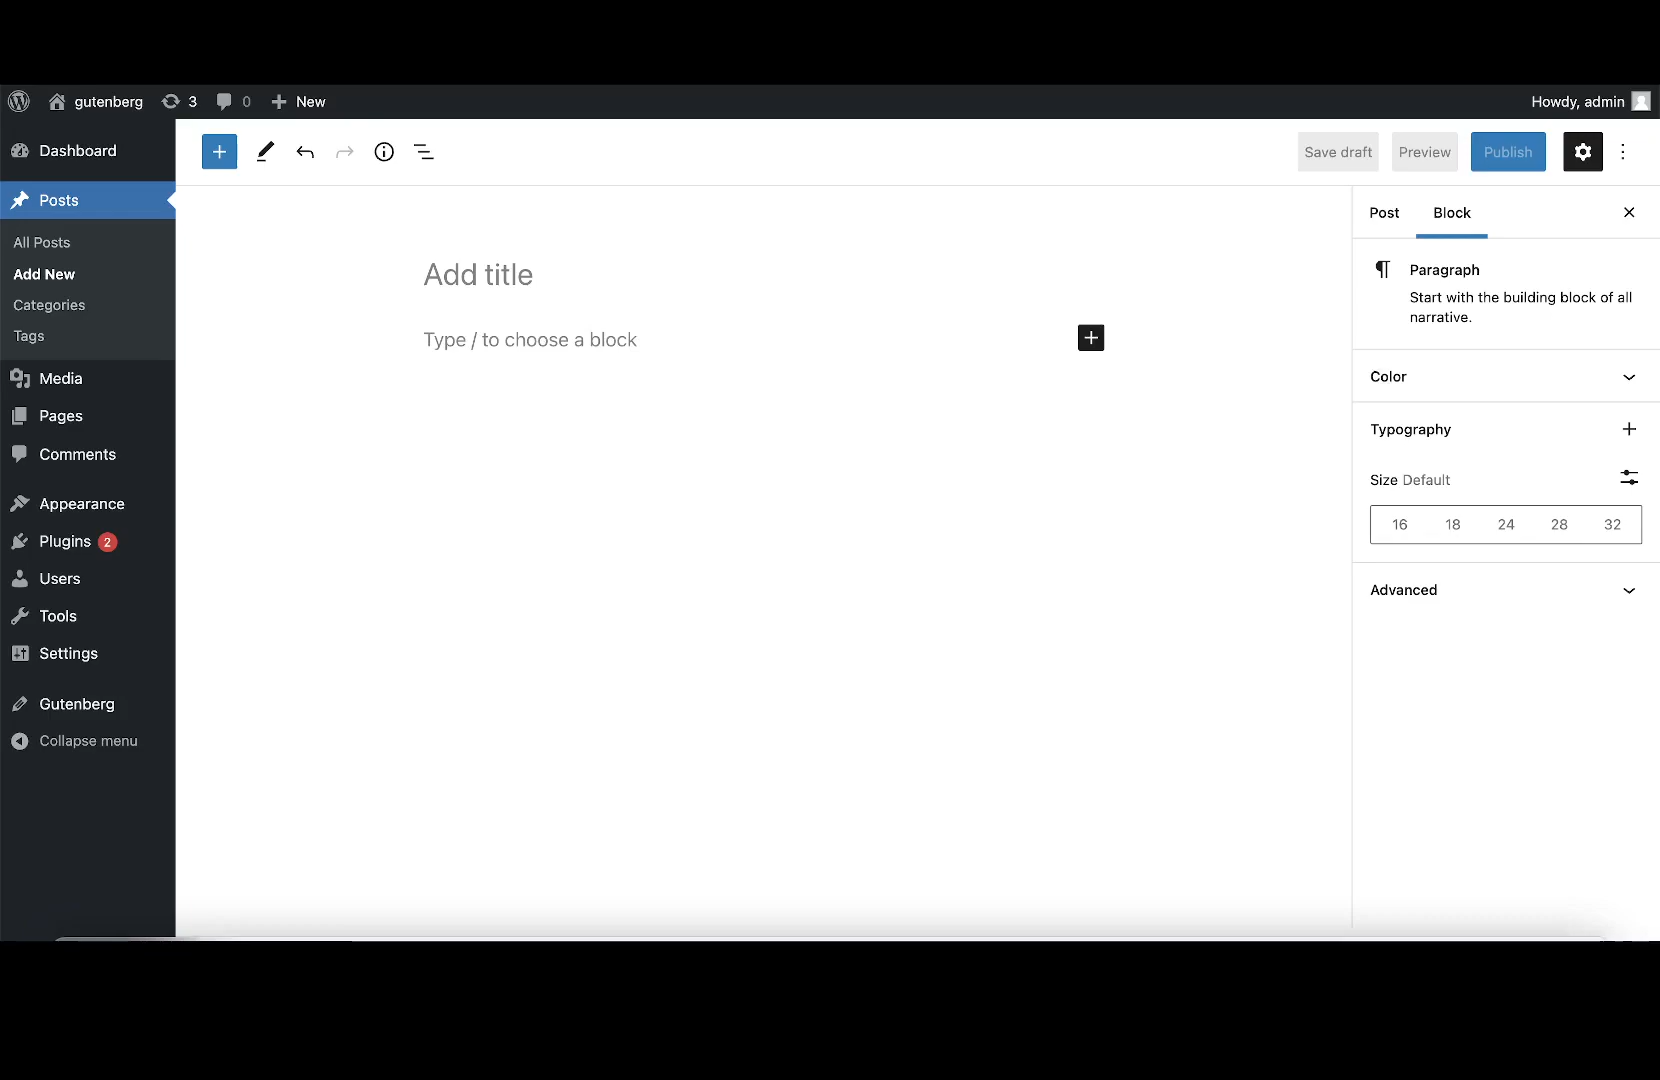 gutenberg 3 0 New Howdy, admin
Dashboard
Posts
All Posts
Add New
Categories
Tags
Media
Pages
Comments
Appearance
Plugins 2
Users
Tools
Settings
Gutenberg
Collapse menu
Save draft Preview Publish
Add title
Type / to choose a block
Post Block
Paragraph
Start with the building block of all
narrative.
Color
Typography
Size Default
16 18 24 28 32
Advanced